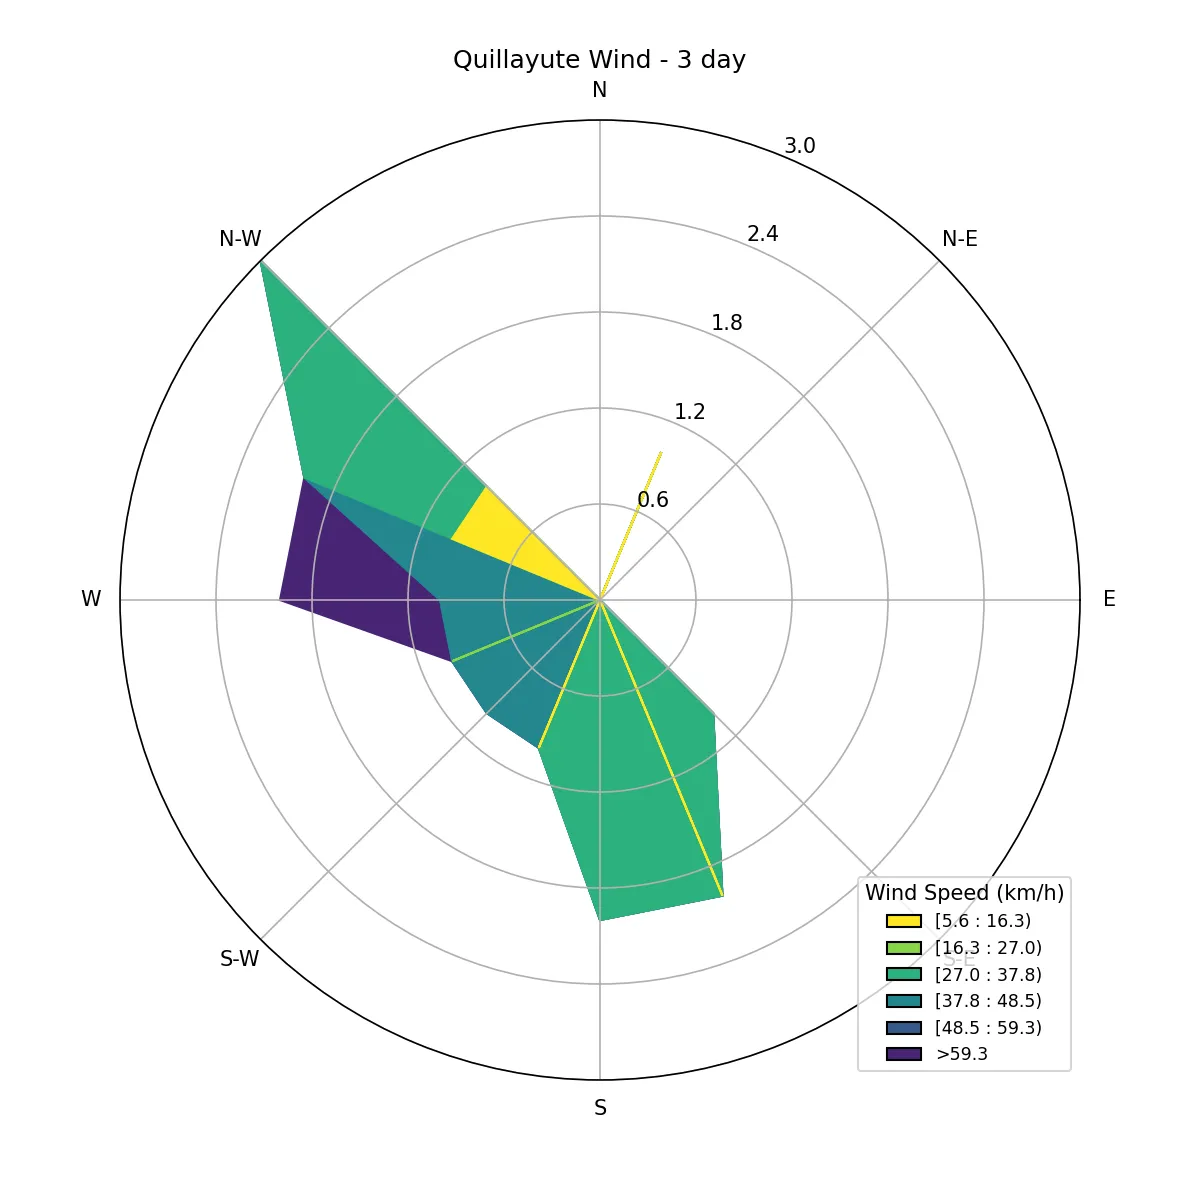 Quillayute Wind - 3 day
N
3.0
N-W
2.4
N-E
1.8
1.2
0.6
W
E
Wind Speed (km/h)
[5.6 : 16.3)
[16.3 : 27.0)
S-W
S-E
[27.0 : 37.8)
[37.8 : 48.5)
[48.5 : 59.3)
>59.3
S